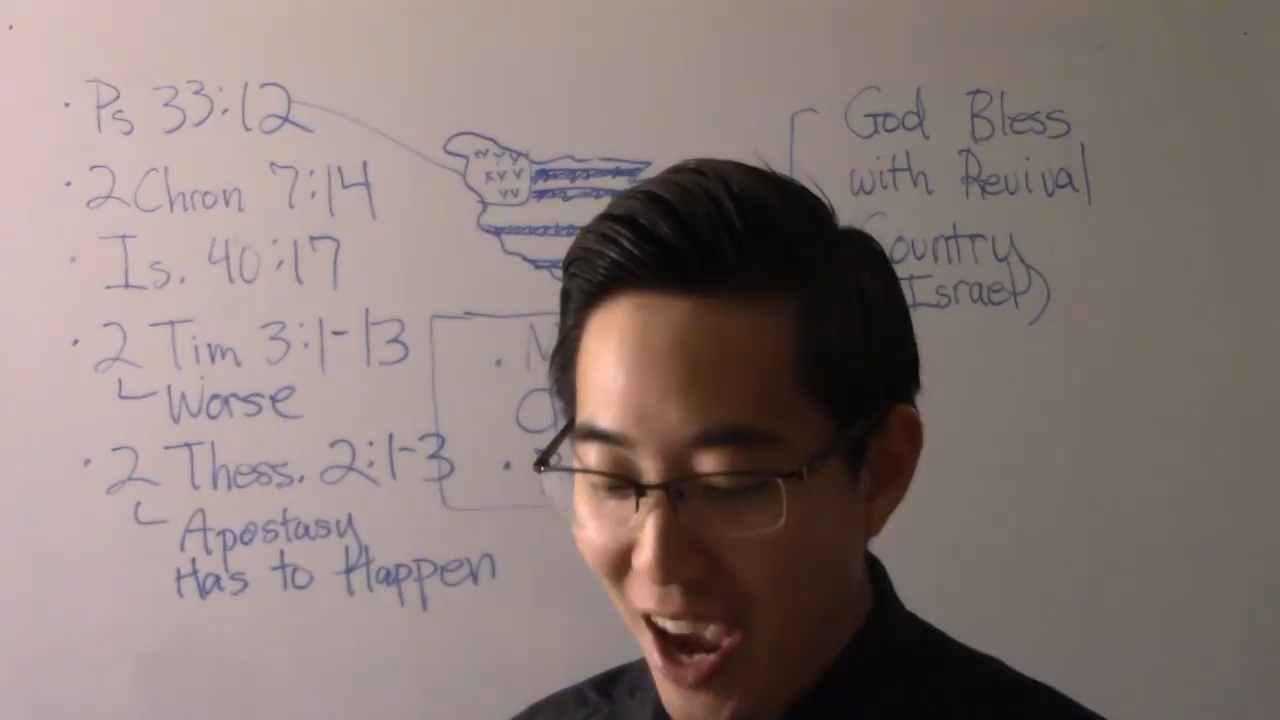 · Ps 33:12
· 2 Chron 7:14
· Is. 40:17
· 2 Tim 3:1-13
Worse
· 2 Thess. 2:1-3
Apostasy
Has to Happen
God Bless
with Revival
Israel)